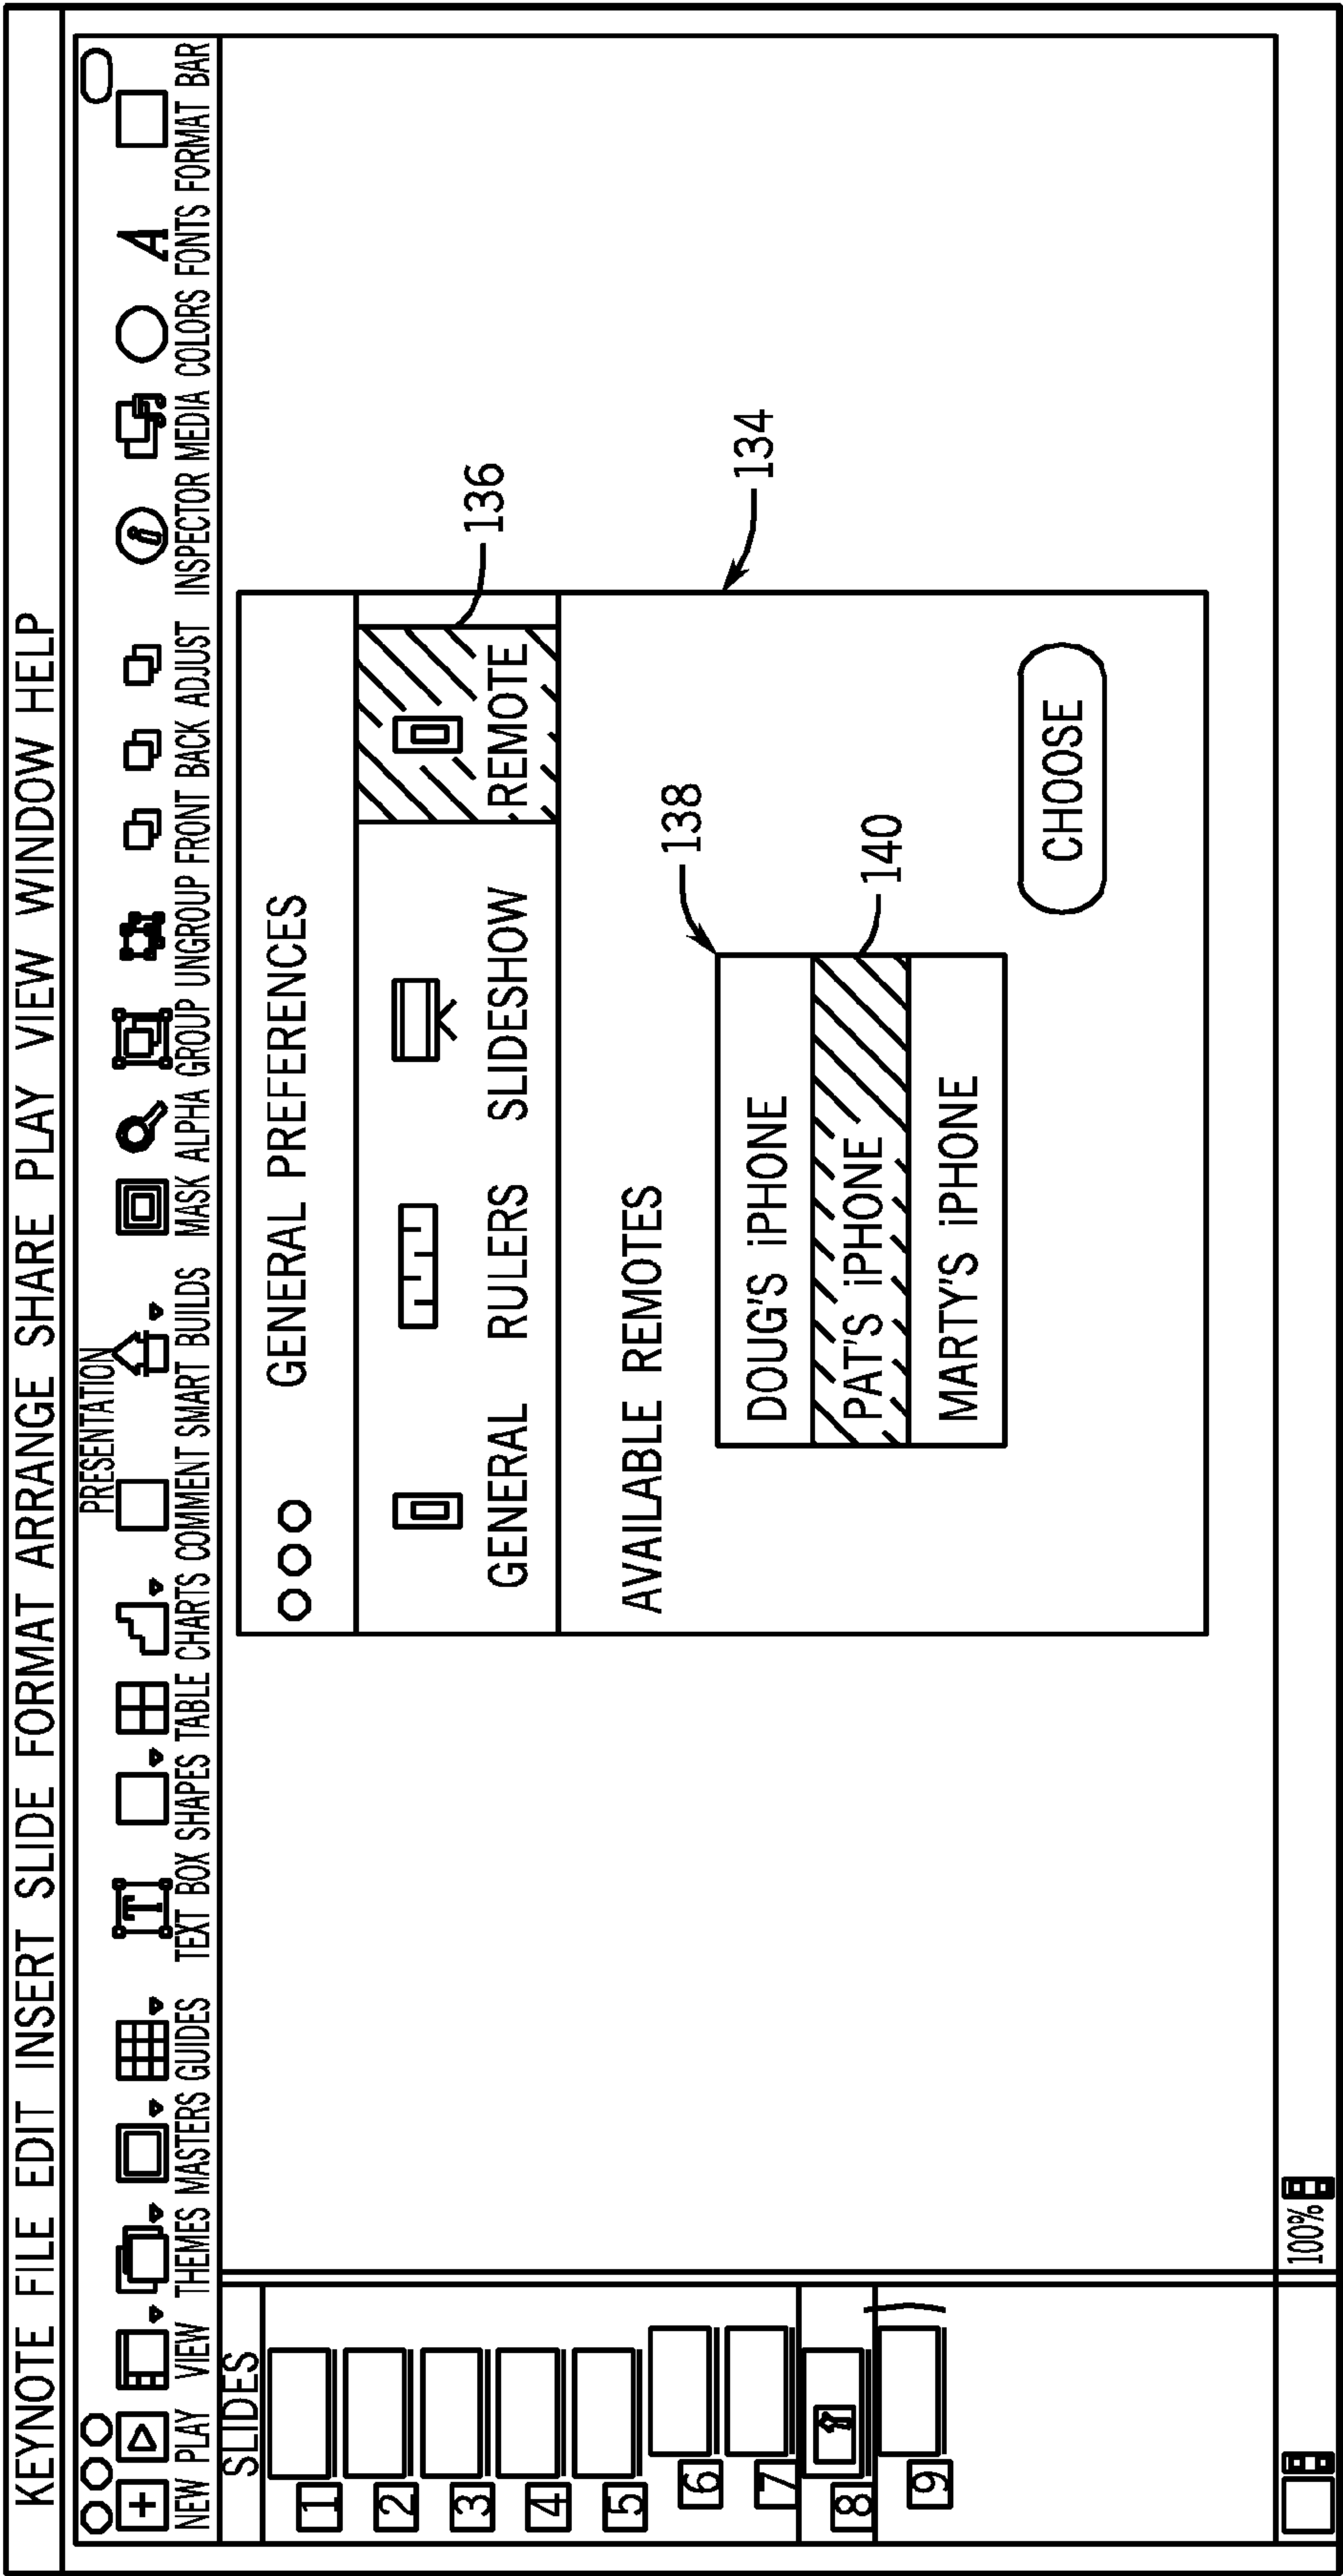 KEYNOTE FILE EDIT INSERT SLIDE FORMAT ARRANGE SHARE PLAY VIEW WINDOW HELP
PRESENTATION
NEW PLAY VIEW THEMES MASTERS GUIDES TEXT BOX SHAPES TABLE CHARTS COMMENT SMART BUILDS MASK ALPHA GROUP UNGROUP FRONT BACK ADJUST INSPECTOR MEDIA COLORS FONTS FORMAT BAR
SLIDES
1
2
3
4
5
6
7
8
9
GENERAL PREFERENCES
GENERAL RULERS SLIDESHOW REMOTE
136
AVAILABLE REMOTES
138
134
DOUG'S iPHONE
PAT'S iPHONE
140
MARTY'S iPHONE
CHOOSE
100%